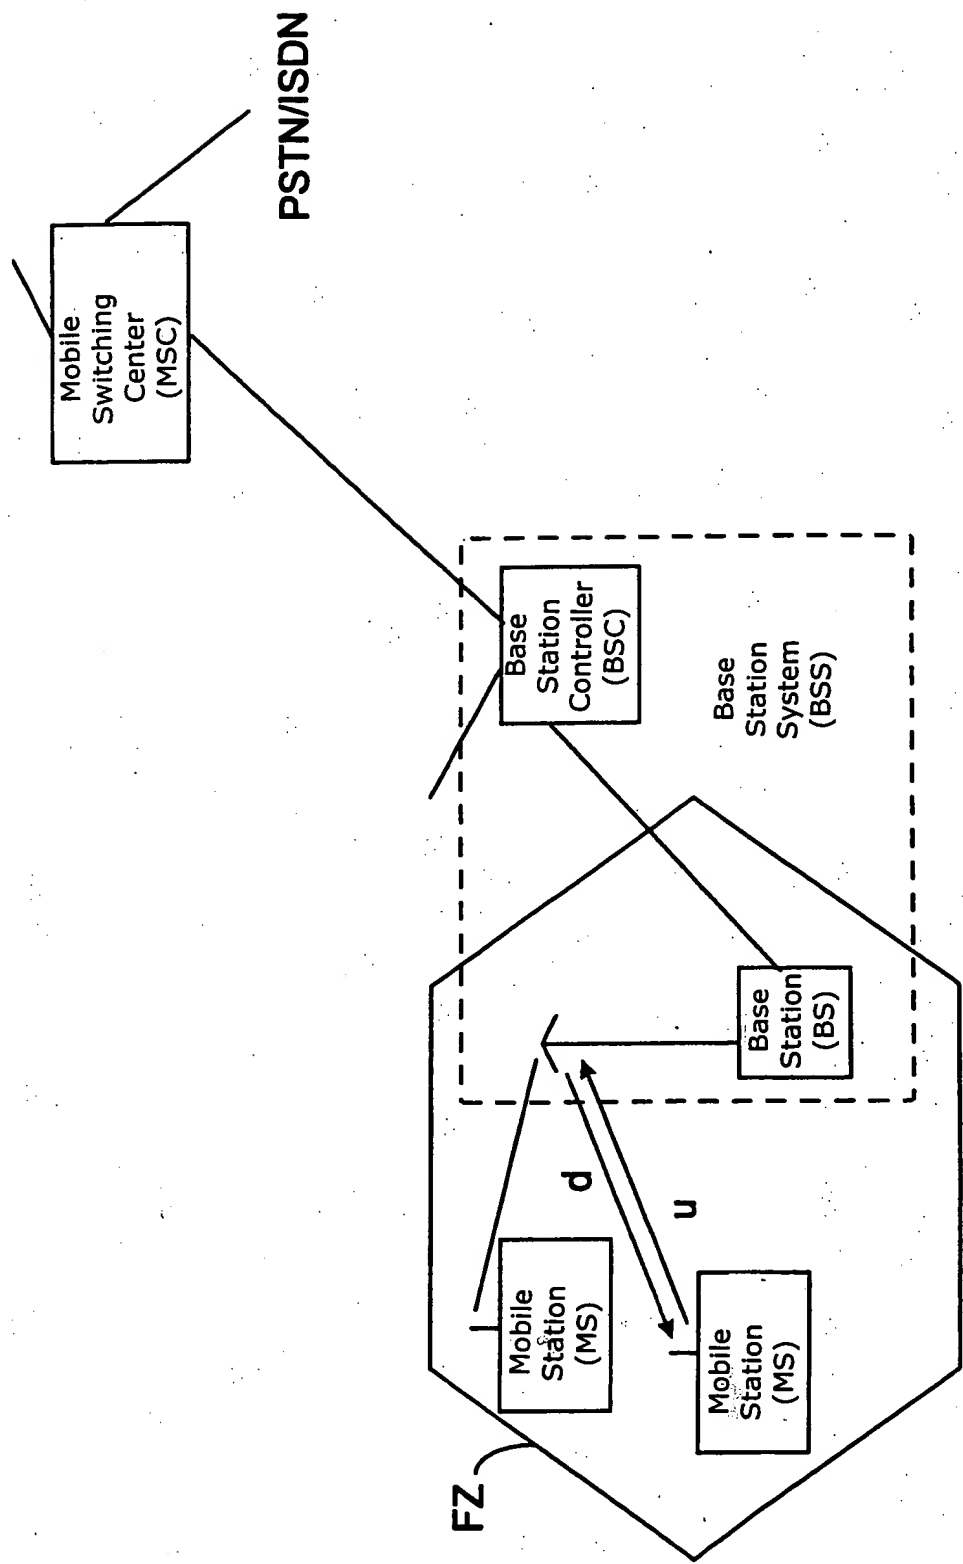 PSTN/ISDN
Mobile
Switching
Center
(MSC)
Base
Station
Controller
(BSC)
Base
Station
System
(BSS)
Base
Station
(BS)
d
u
Mobile
Station
(MS)
Mobile
Station
(MS)
FZ